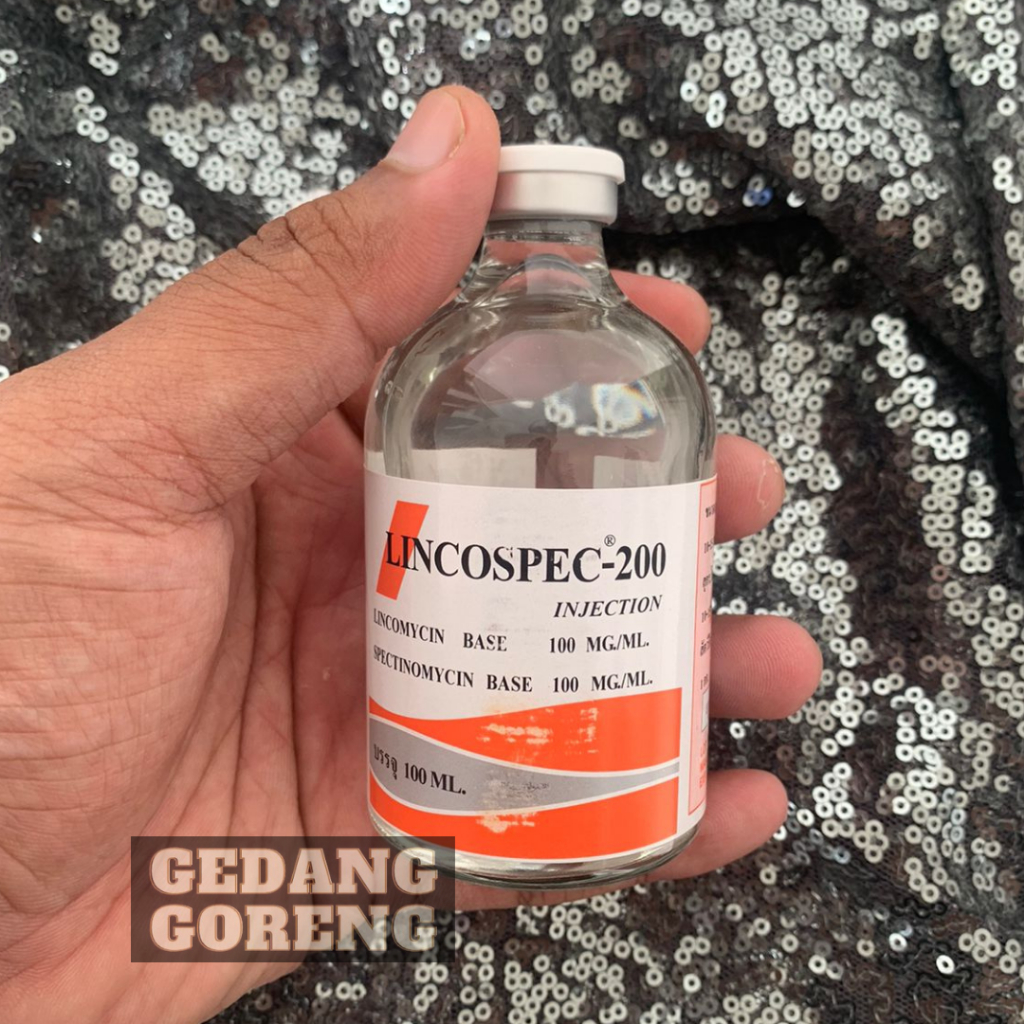 LINCOSPEC®-200
INJECTION
LINCOMYCIN BASE 100 MG./ML.
SPECTINOMYCIN BASE 100 MG./ML.
บรรจุ 100 ML.
GEDANG
GORENG